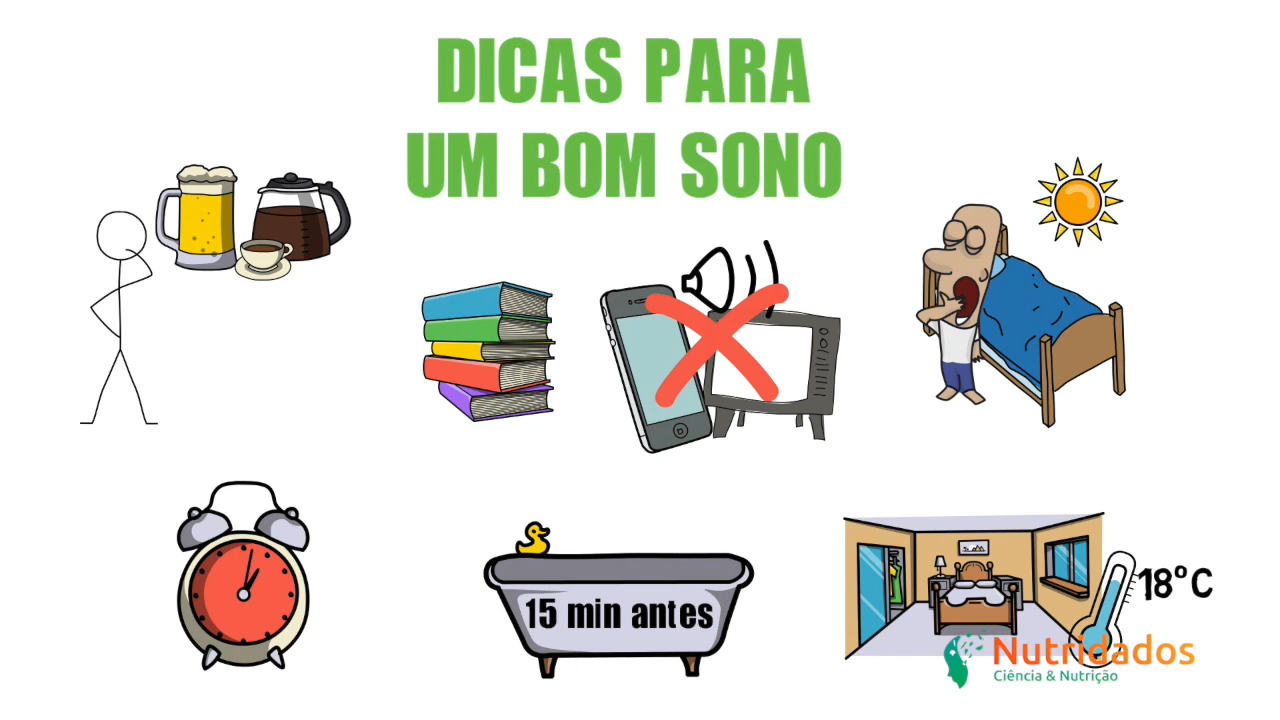 DICAS PARA
UM BOM SONO
15 min antes
18°C
Nutridados
Ciência & Nutrição